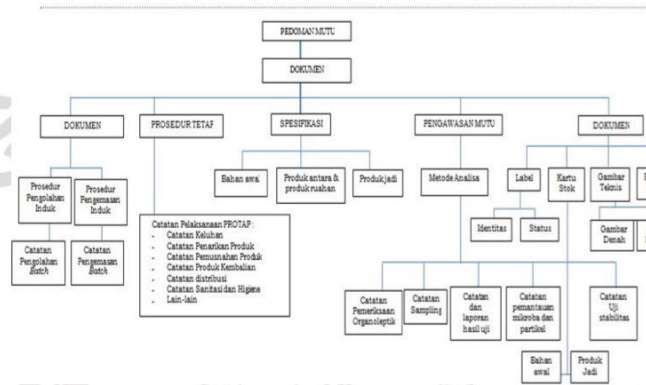 PEDOMAN MUTU
DOKUMEN
DOKUMEN
PROSEDUR TETAP
SPESIFIKASI
PENGAWASAN MUTU
DOKUMEN
Prosedur
Pengolahan
Induk
Prosedur
Pengemasan
Induk
Catatan
Pengolahan
Batch
Catatan
Pengemasan
Batch
Catatan Pelaksanaan PROTAP :
- Catatan Keluhan
- Catatan Penarikan Produk
- Catatan Pemusnahan Produk
- Catatan Produk Kembalian
- Catatan distribusi
- Catatan Sanitasi dan Higiene
- Lain-lain
Bahan awal
Produk antara &
produk ruahan
Produk jadi
Metode Analisa
Label
Kartu
Stok
Gambar
Teknis
Identitas
Status
Gambar
Denah
Catatan
Pemeriksaan
Organoleptik
Catatan
Sampling
Catatan
dan
laporan
hasil uji
Catatan
pemantauan
mikroba dan
partikel
Catatan
Uji
stabilitas
Bahan
awal
Produk
Jadi